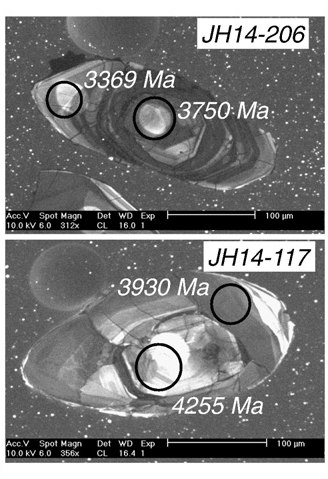 JH14-206
3369 Ma
3750 Ma
Acc.V Spot Magn Det WD Exp
10.0 kV 6.0 312x CL 16.0 1 100 µm
JH14-117
3930 Ma
4255 Ma
Acc.V Spot Magn Det WD Exp
10.0 kV 6.0 356x CL 16.4 1 100 µm